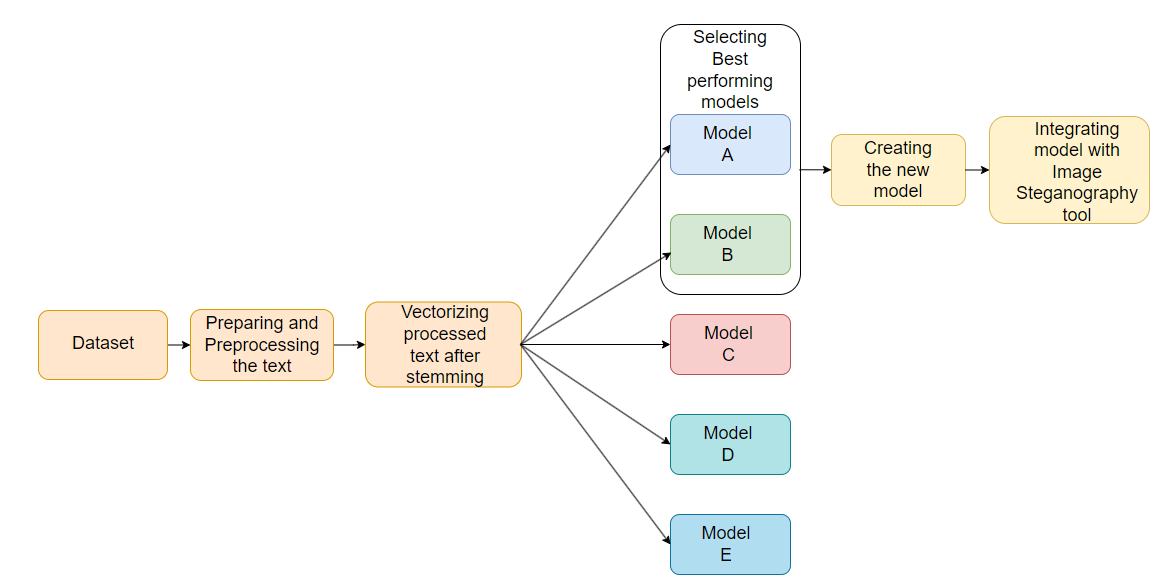 Dataset
Preparing and
Preprocessing
the text
Vectorizing
processed
text after
stemming
Selecting
Best
performing
models
Model
A
Model
B
Model
C
Model
D
Model
E
Creating
the new
model
Integrating
model with
Image
Steganography
tool